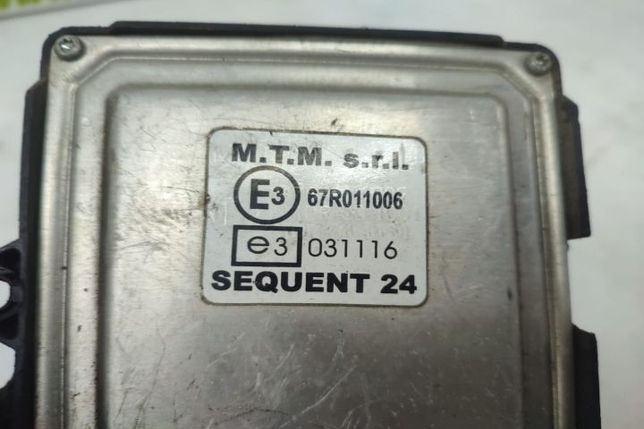 M.T.M. s.r.l.
E3 67R011006
e3 031116
SEQUENT 24